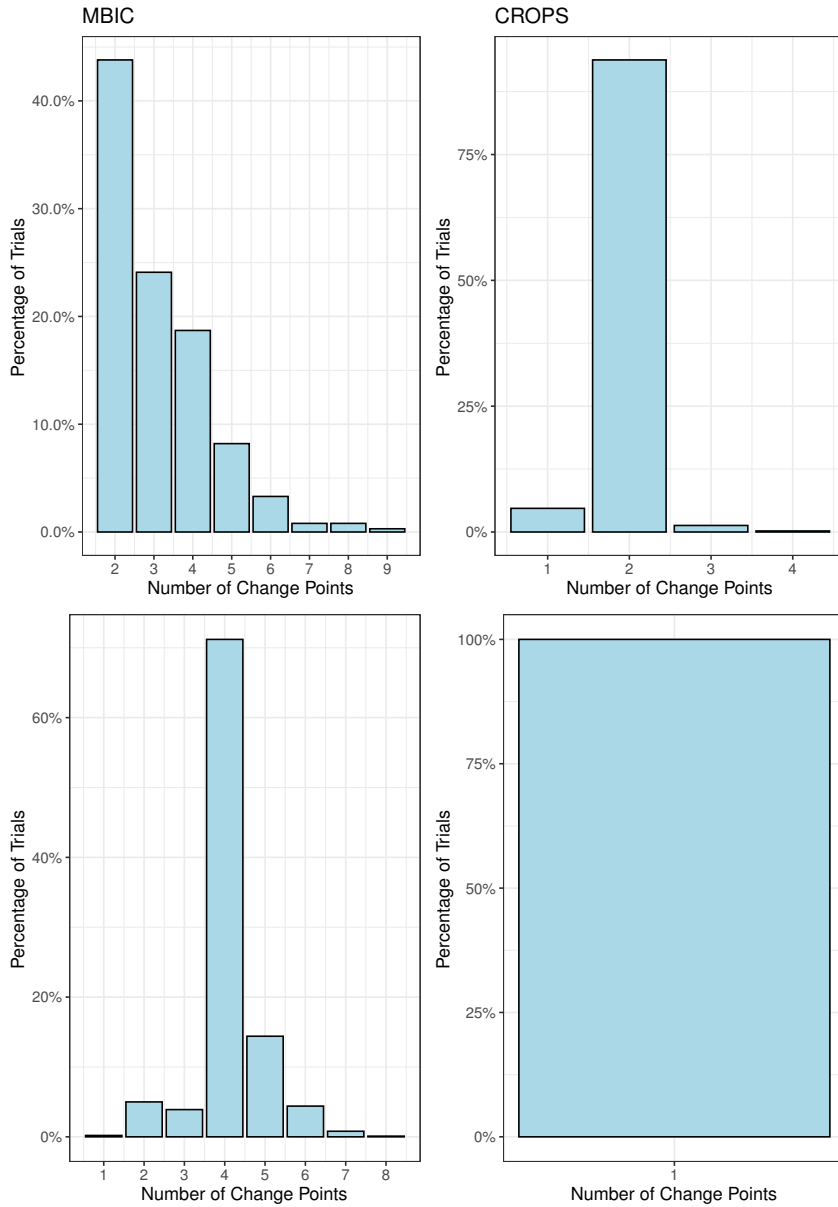 MBIC
CROPS
Percentage of Trials
40.0%
30.0%
20.0%
10.0%
0.0%
2 3 4 5 6 7 8 9
Number of Change Points
Percentage of Trials
75%
50%
25%
0%
1 2 3 4
Number of Change Points
Percentage of Trials
60%
40%
20%
0%
1 2 3 4 5 6 7 8
Number of Change Points
Percentage of Trials
100%
75%
50%
25%
0%
1
Number of Change Points